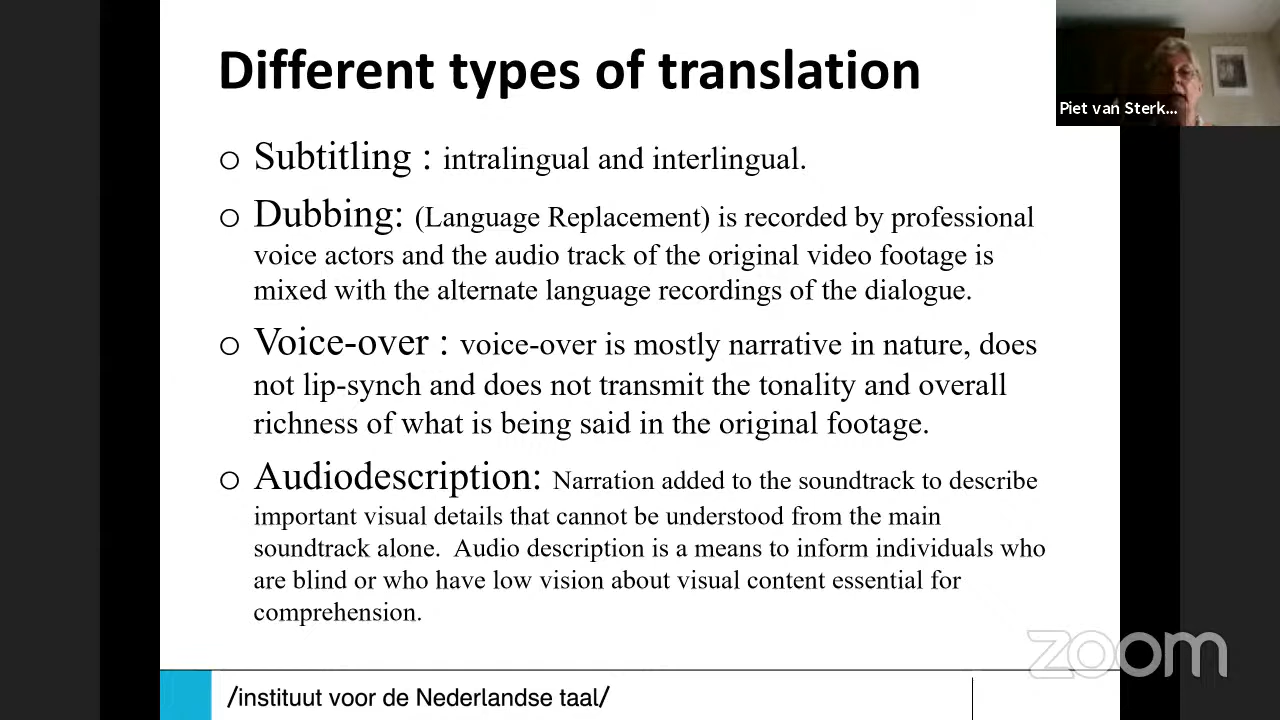 Different types of translation
Piet van Sterk...
o Subtitling : intralingual and interlingual.
o Dubbing: (Language Replacement) is recorded by professional
voice actors and the audio track of the original video footage is
mixed with the alternate language recordings of the dialogue.
o Voice-over : voice-over is mostly narrative in nature, does
not lip-synch and does not transmit the tonality and overall
richness of what is being said in the original footage.
o Audiodescription: Narration added to the soundtrack to describe
important visual details that cannot be understood from the main
soundtrack alone.  Audio description is a means to inform individuals who
are blind or who have low vision about visual content essential for
comprehension.
zoom
/instituut voor de Nederlandse taal/